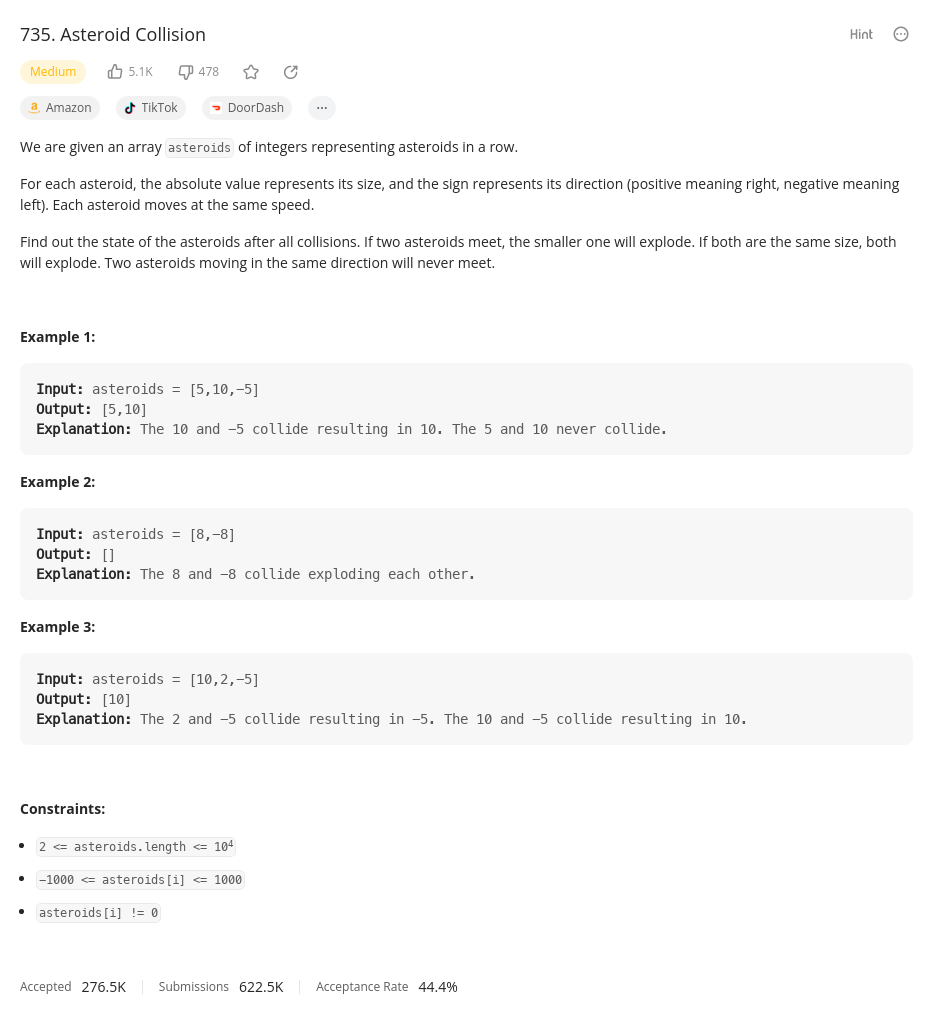 735. Asteroid Collision
Hint
Medium
5.1K
478
Amazon
TikTok
DoorDash
We are given an array asteroids of integers representing asteroids in a row.
For each asteroid, the absolute value represents its size, and the sign represents its direction (positive meaning right, negative meaning
left). Each asteroid moves at the same speed.
Find out the state of the asteroids after all collisions. If two asteroids meet, the smaller one will explode. If both are the same size, both
will explode. Two asteroids moving in the same direction will never meet.
Example 1:
Input: asteroids = [5,10,−5]
Output: [5,10]
Explanation: The 10 and −5 collide resulting in 10. The 5 and 10 never collide.
Example 2:
Input: asteroids = [8,−8]
Output: []
Explanation: The 8 and −8 collide exploding each other.
Example 3:
Input: asteroids = [10,2,−5]
Output: [10]
Explanation: The 2 and −5 collide resulting in −5. The 10 and −5 collide resulting in 10.
Constraints:
2 <= asteroids.length <= 10⁴
−1000 <= asteroids[i] <= 1000
asteroids[i] != 0
Accepted 276.5K Submissions 622.5K Acceptance Rate 44.4%